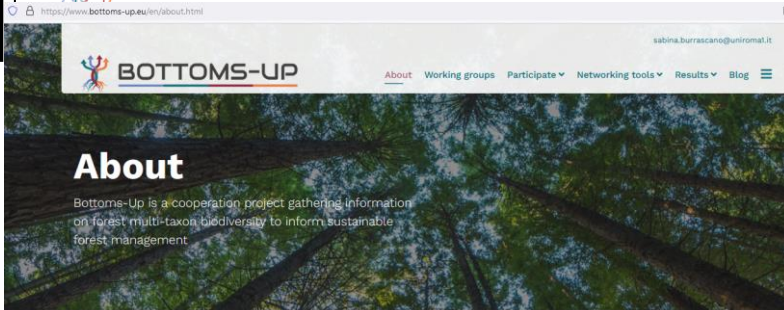 https://www.bottoms-up.eu/en/about.html
sabina.burrascano@uniroma1.it
BOTTOMS-UP
About Working groups Participate Networking tools Results Blog
About
Bottoms-Up is a cooperation project gathering information
on forest multi-taxon biodiversity to inform sustainable
forest management